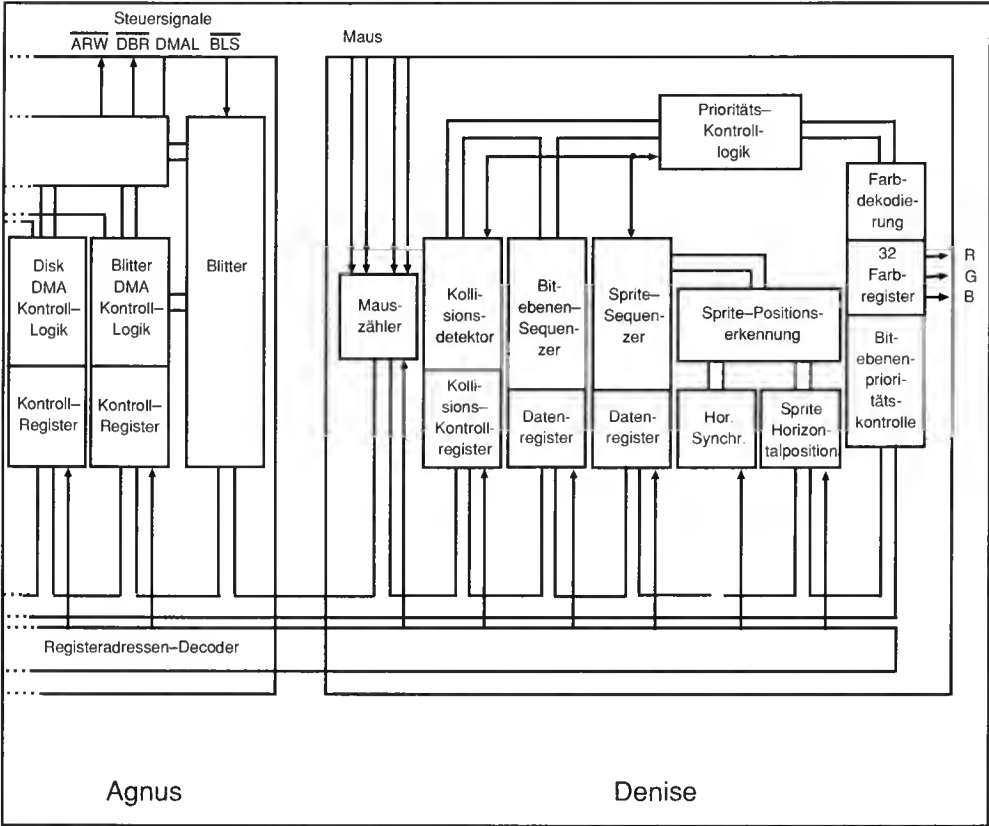 Steuersignale
ARW DBR DMAL BLS
Maus
Prioritäts–
Kontroll-
logik
Farb-
dekodie-
rung
32
Farb-
register
R
G
B
Bit-
ebenen-
priori-
täts-
kontrolle
Disk
DMA
Kontroll–
Logik
Kontroll–
Register
Blitter
DMA
Kontroll–
Logik
Kontroll–
Register
Blitter
Maus-
zähler
Kolli-
sions-
detektor
Kolli-
sions–
Kontroll-
register
Bit-
ebenen–
Sequen-
zer
Daten-
register
Sprite–
Sequen-
zer
Daten-
register
Sprite–Positions-
erkennung
Hor.
Synchr.
Sprite
Horizon-
talposition
Registeradressen–Decoder
Agnus
Denise